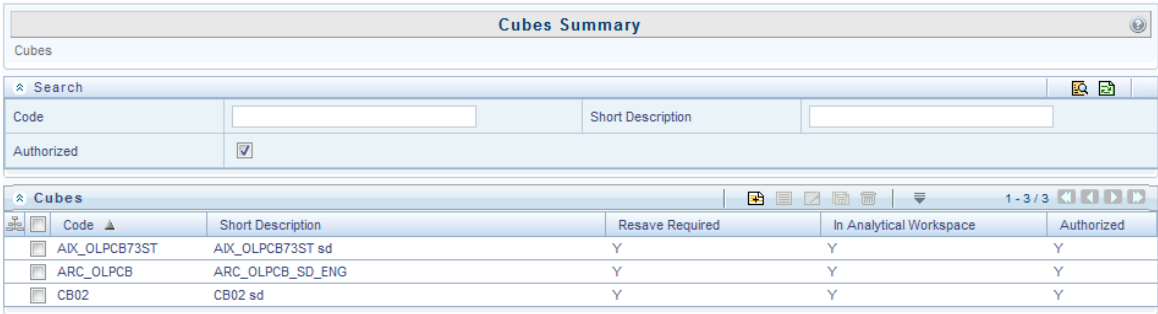 Cubes Summary
Cubes
Search
Code Short Description
Authorized
Cubes 1 - 3 / 3
Code Short Description Resave Required In Analytical Workspace Authorized
AIX_OLPCB73ST AIX_OLPCB73ST sd Y Y Y
ARC_OLPCB ARC_OLPCB_SD_ENG Y Y Y
CB02 CB02 sd Y Y Y